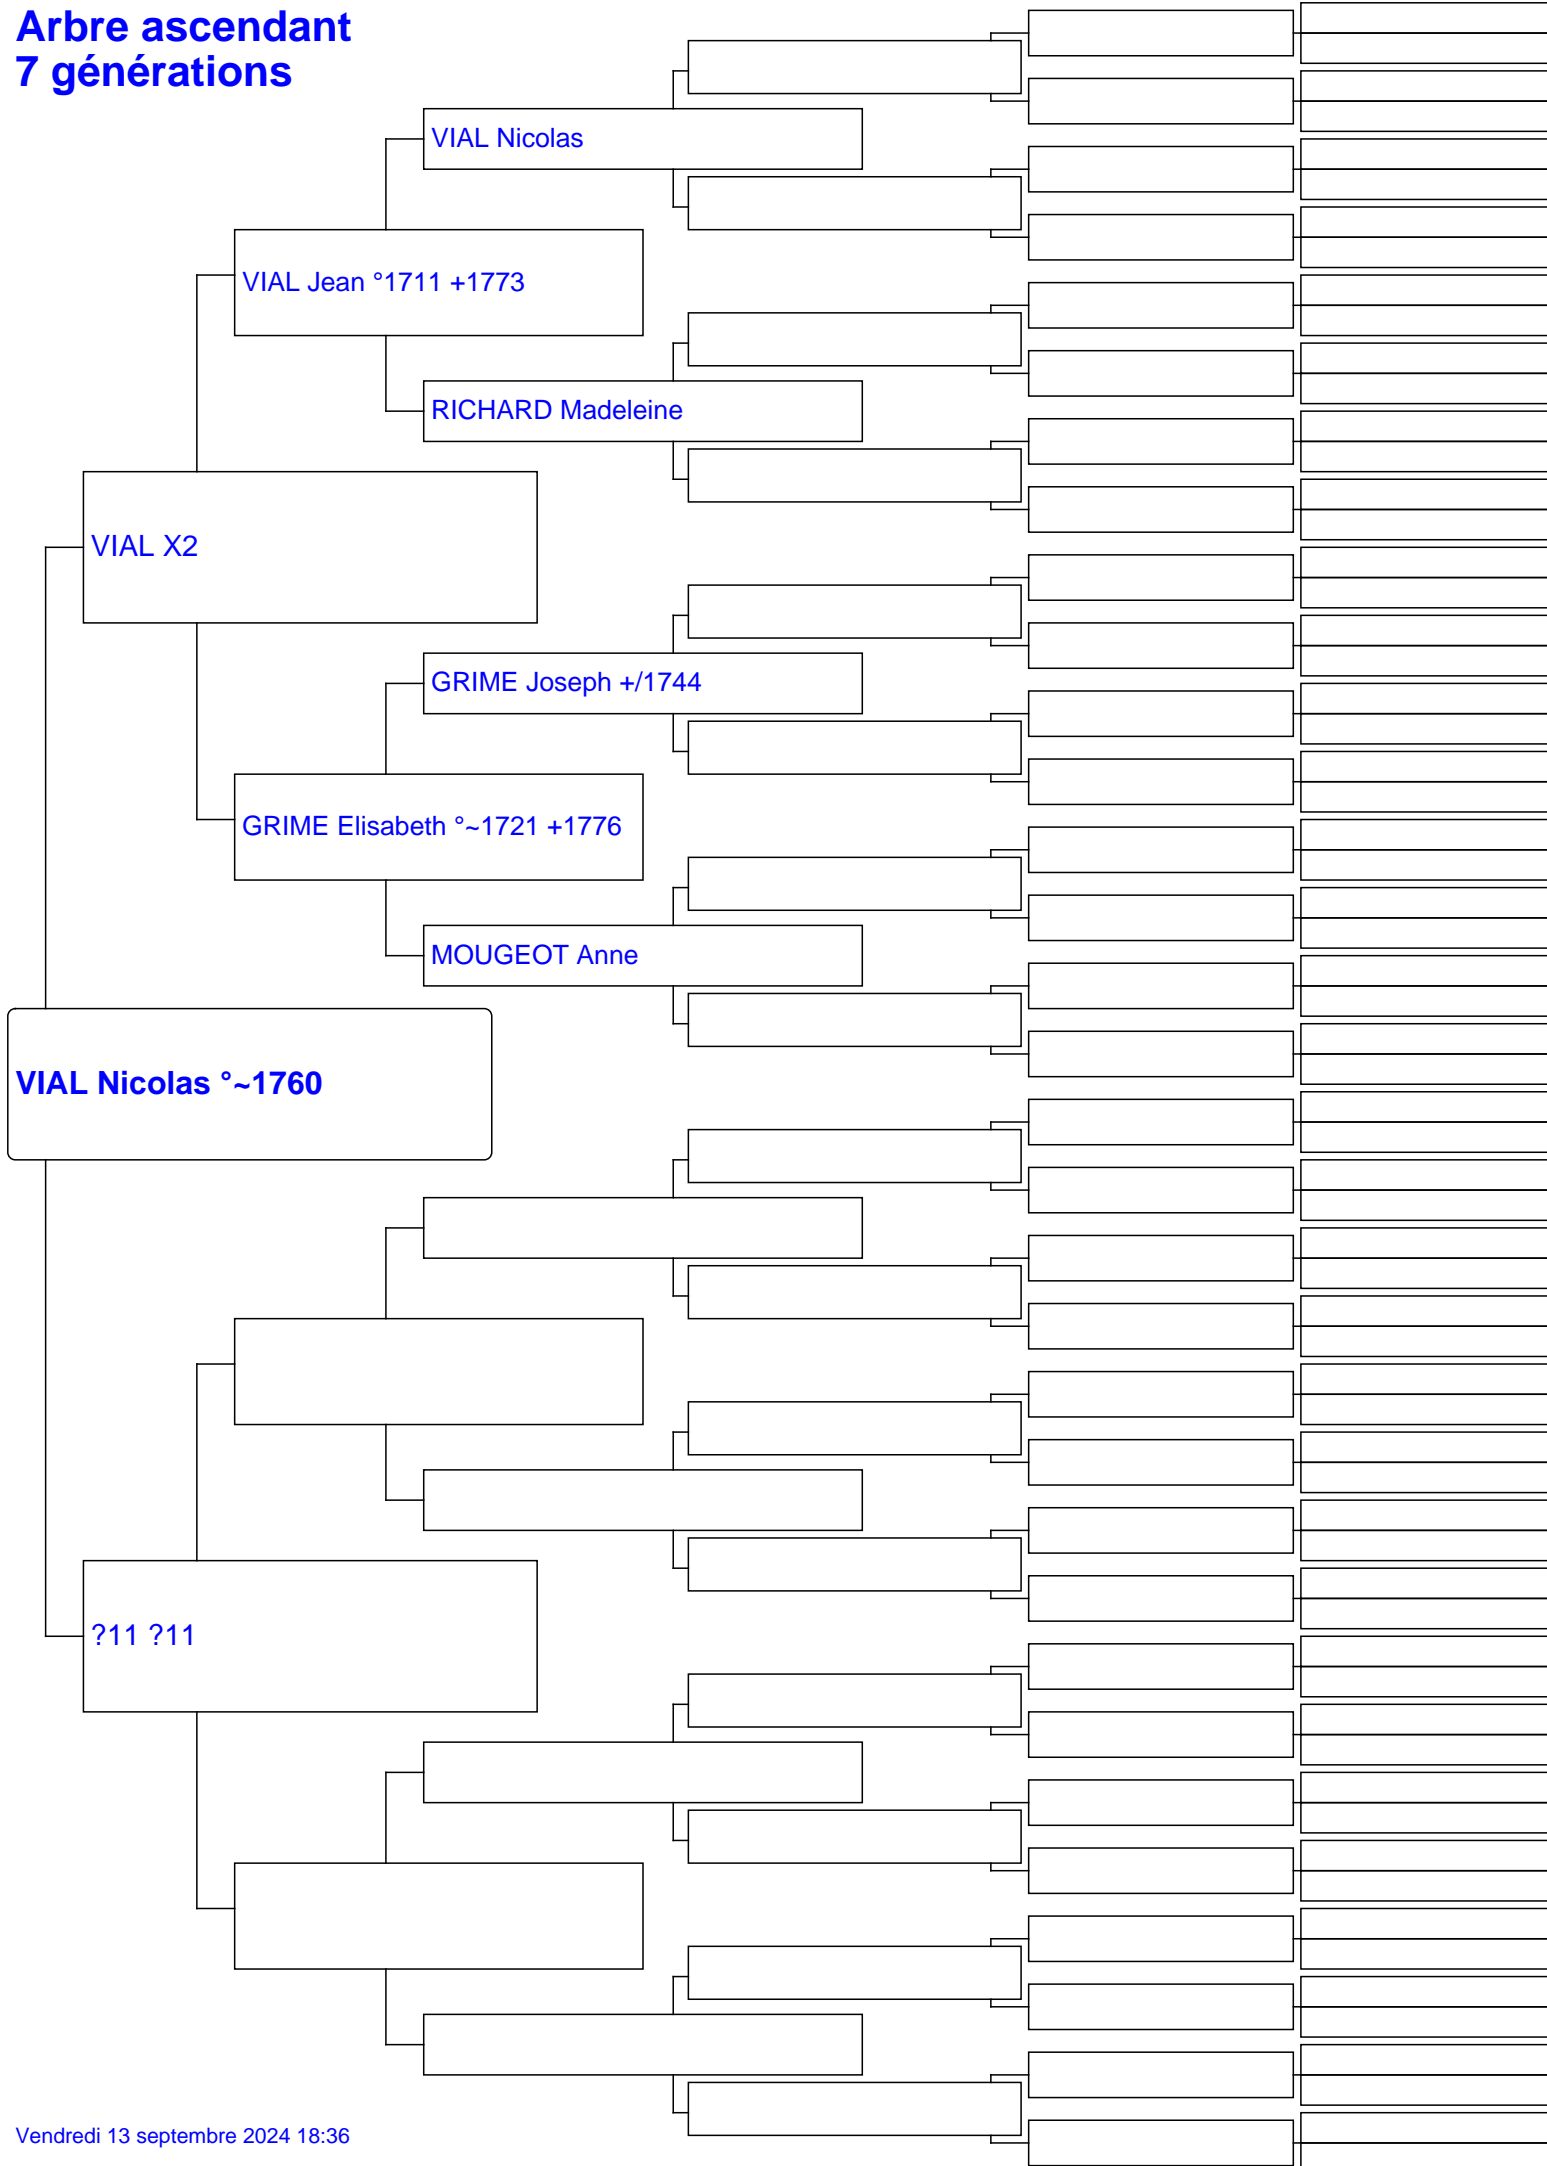 Arbre ascendant
7 générations
VIAL Nicolas
VIAL Jean °1711 +1773
RICHARD Madeleine
VIAL X2
GRIME Joseph +/1744
GRIME Elisabeth °~1721 +1776
MOUGEOT Anne
VIAL Nicolas °~1760
?11 ?11
Vendredi 13 septembre 2024 18:36